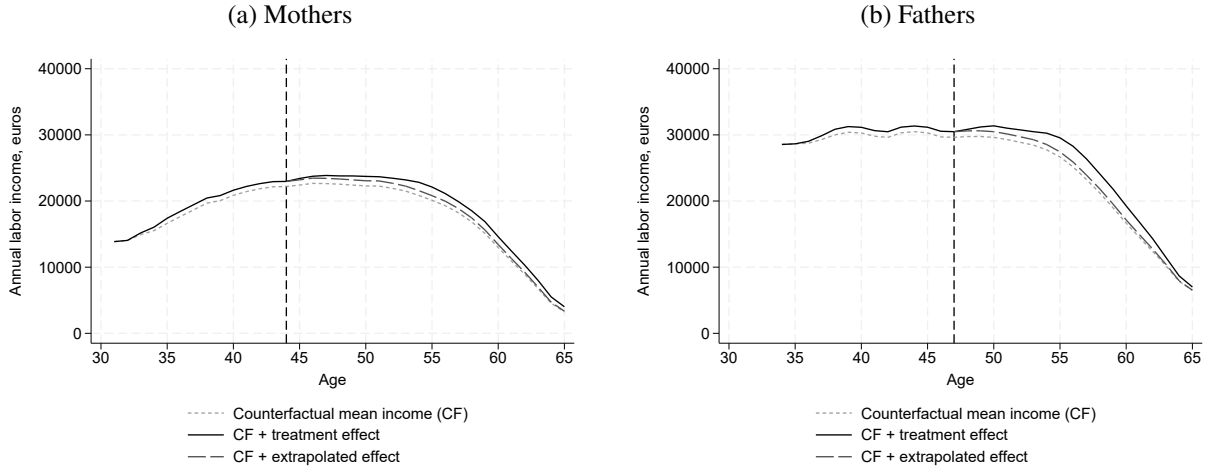 (a) Mothers
Annual labor income, euros
40000
30000
20000
10000
0
30 35 40 45 50 55 60 65
Age
Counterfactual mean income (CF)
CF + treatment effect
CF + extrapolated effect
(b) Fathers
Annual labor income, euros
40000
30000
20000
10000
0
30 35 40 45 50 55 60 65
Age
Counterfactual mean income (CF)
CF + treatment effect
CF + extrapolated effect